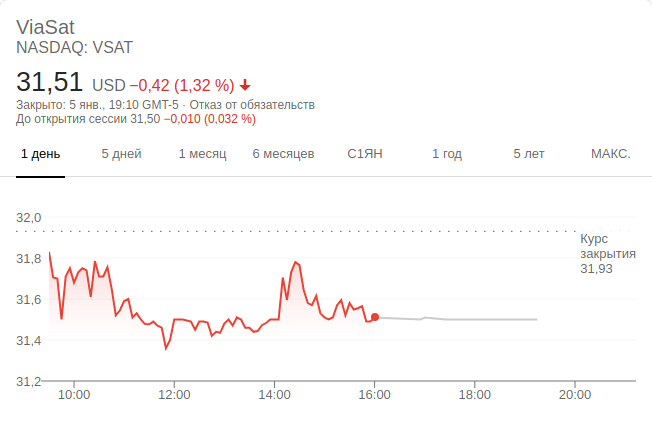 ViaSat
NASDAQ: VSAT
31,51 USD −0,42 (1,32 %)
Закрыто: 5 янв., 19:10 GMT-5 · Отказ от обязательств
До открытия сессии 31,50 −0,010 (0,032 %)
1 день 5 дней 1 месяц 6 месяцев С1ЯН 1 год 5 лет МАКС.
32,0
Курс
закрытия
31,93
31,8
31,6
31,4
31,2
10:00 12:00 14:00 16:00 18:00 20:00